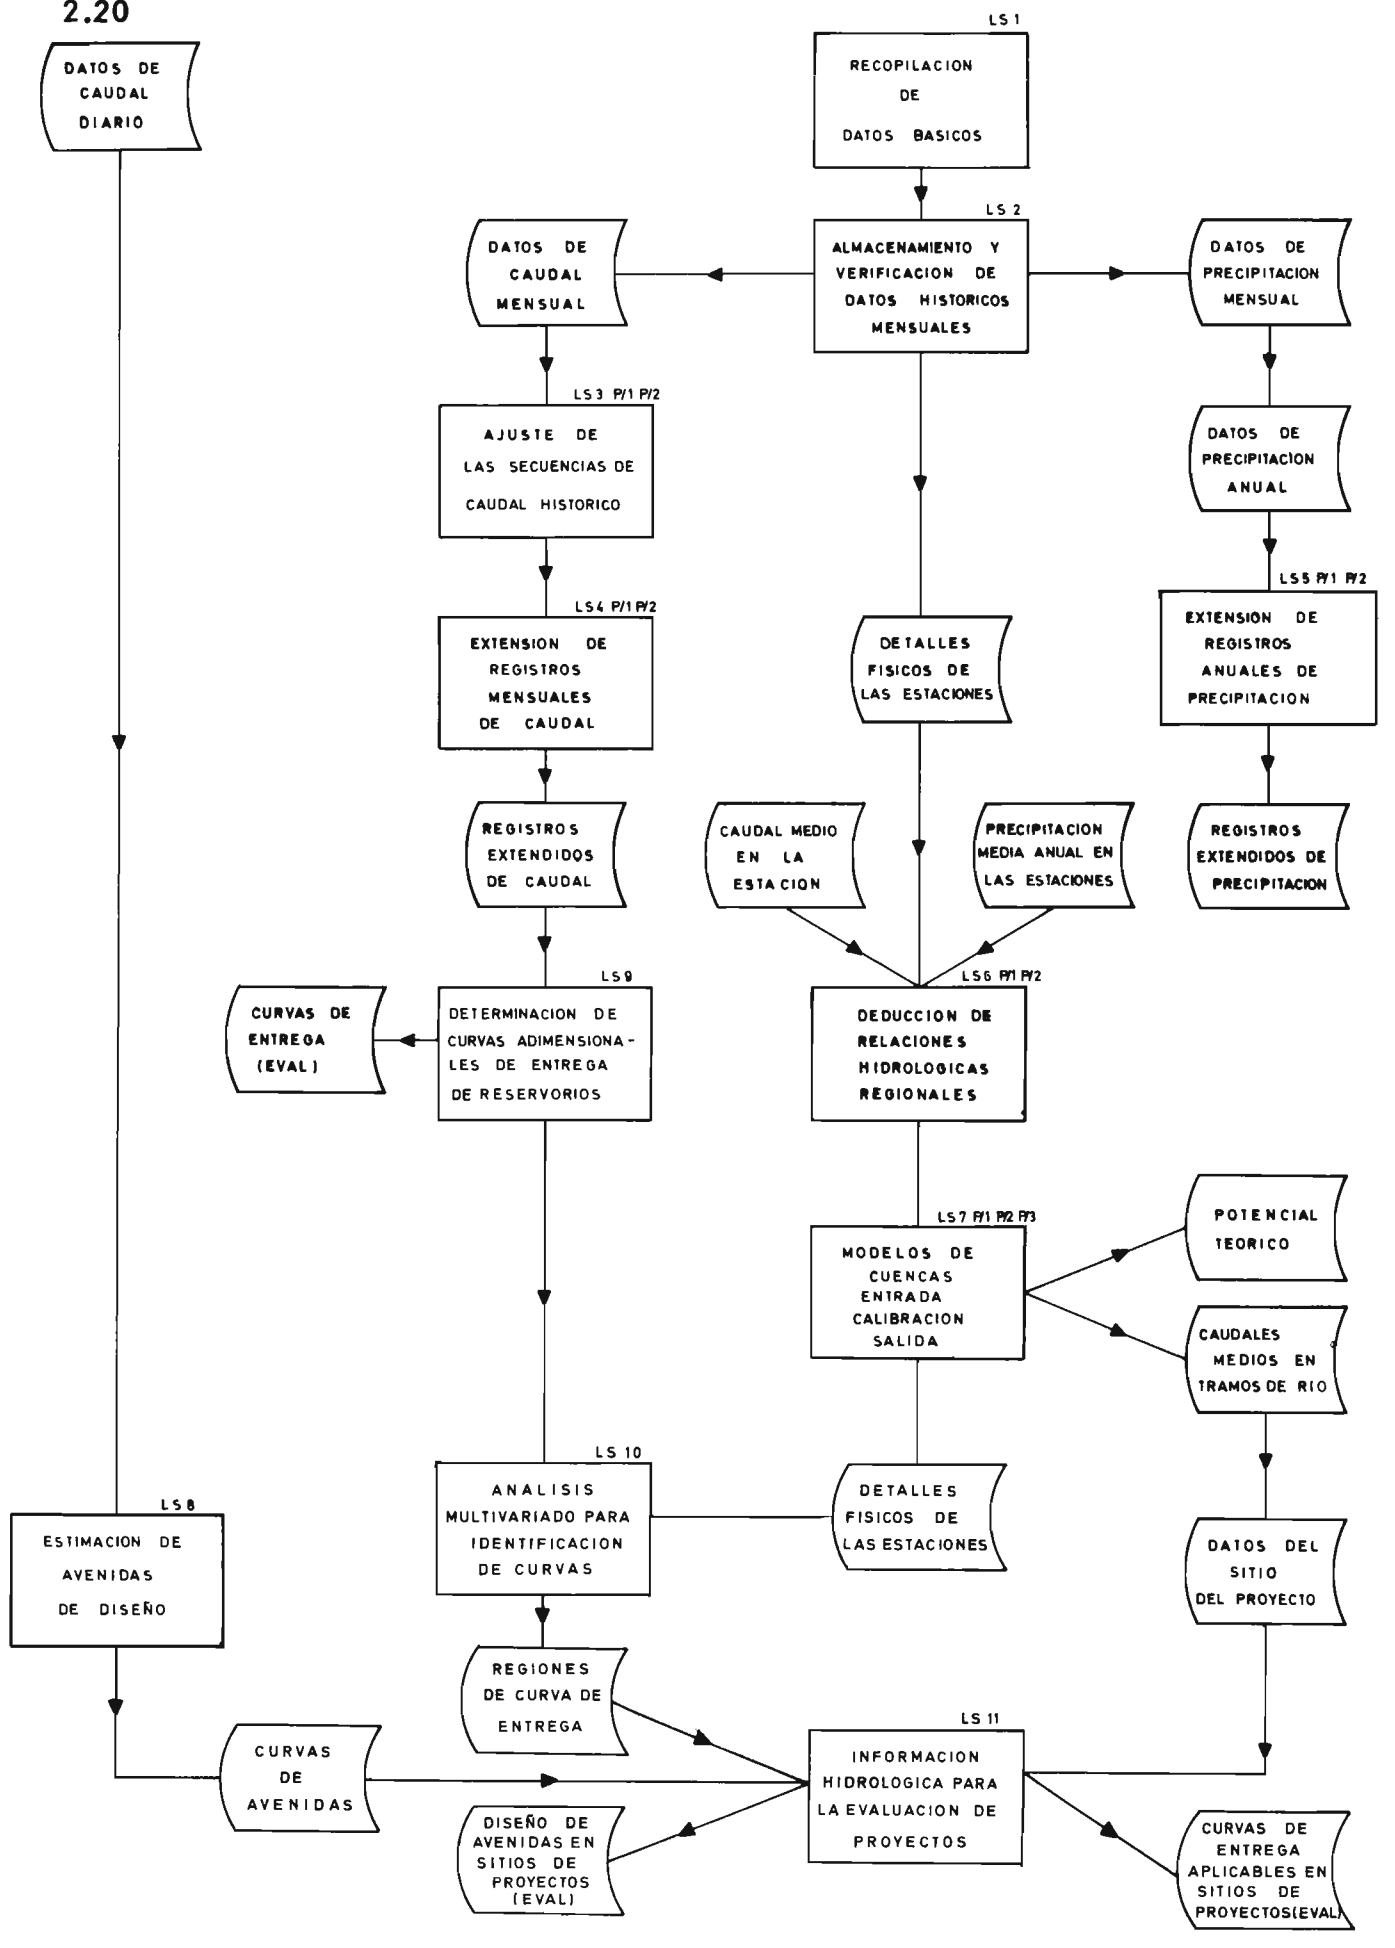 2.20
DATOS DE
CAUDAL
DIARIO
LS 1
RECOPILACION
DE
DATOS BASICOS
LS 2
ALMACENAMIENTO Y
VERIFICACION DE
DATOS HISTORICOS
MENSUALES
DATOS DE
CAUDAL
MENSUAL
DATOS DE
PRECIPITACION
MENSUAL
LS3 P/1 P/2
AJUSTE DE
LAS SECUENCIAS DE
CAUDAL HISTORICO
DATOS DE
PRECIPITACION
ANUAL
LS4 P/1 P/2
EXTENSION DE
REGISTROS
MENSUALES
DE CAUDAL
DETALLES
FISICOS DE
LAS ESTACIONES
LS5 P/1 P/2
EXTENSION DE
REGISTROS
ANUALES DE
PRECIPITACION
REGISTROS
EXTENDIDOS
DE CAUDAL
CAUDAL MEDIO
EN LA
ESTACION
PRECIPITACION
MEDIA ANUAL EN
LAS ESTACIONES
REGISTROS
EXTENDIDOS DE
PRECIPITACION
CURVAS DE
ENTREGA
(EVAL)
LS9
DETERMINACION DE
CURVAS ADIMENSIONA-
LES DE ENTREGA
DE RESERVORIOS
LS6 P/1 P/2
DEDUCCION DE
RELACIONES
HIDROLOGICAS
REGIONALES
LS7 P/1 P/2 P/3
MODELOS DE
CUENCAS
ENTRADA
CALIBRACION
SALIDA
POTENCIAL
TEORICO
CAUDALES
MEDIOS EN
TRAMOS DE RIO
LS 10
ANALISIS
MULTIVARIADO PARA
IDENTIFICACION
DE CURVAS
DETALLES
FISICOS DE
LAS ESTACIONES
LS8
ESTIMACION DE
AVENIDAS
DE DISEÑO
DATOS DEL
SITIO
DEL PROYECTO
REGIONES
DE CURVA DE
ENTREGA
CURVAS
DE
AVENIDAS
LS 11
INFORMACION
HIDROLOGICA PARA
LA EVALUACION DE
PROYECTOS
DISEÑO DE
AVENIDAS EN
SITIOS DE
PROYECTOS
(EVAL)
CURVAS DE
ENTREGA
APLICABLES EN
SITIOS DE
PROYECTOS(EVAL)